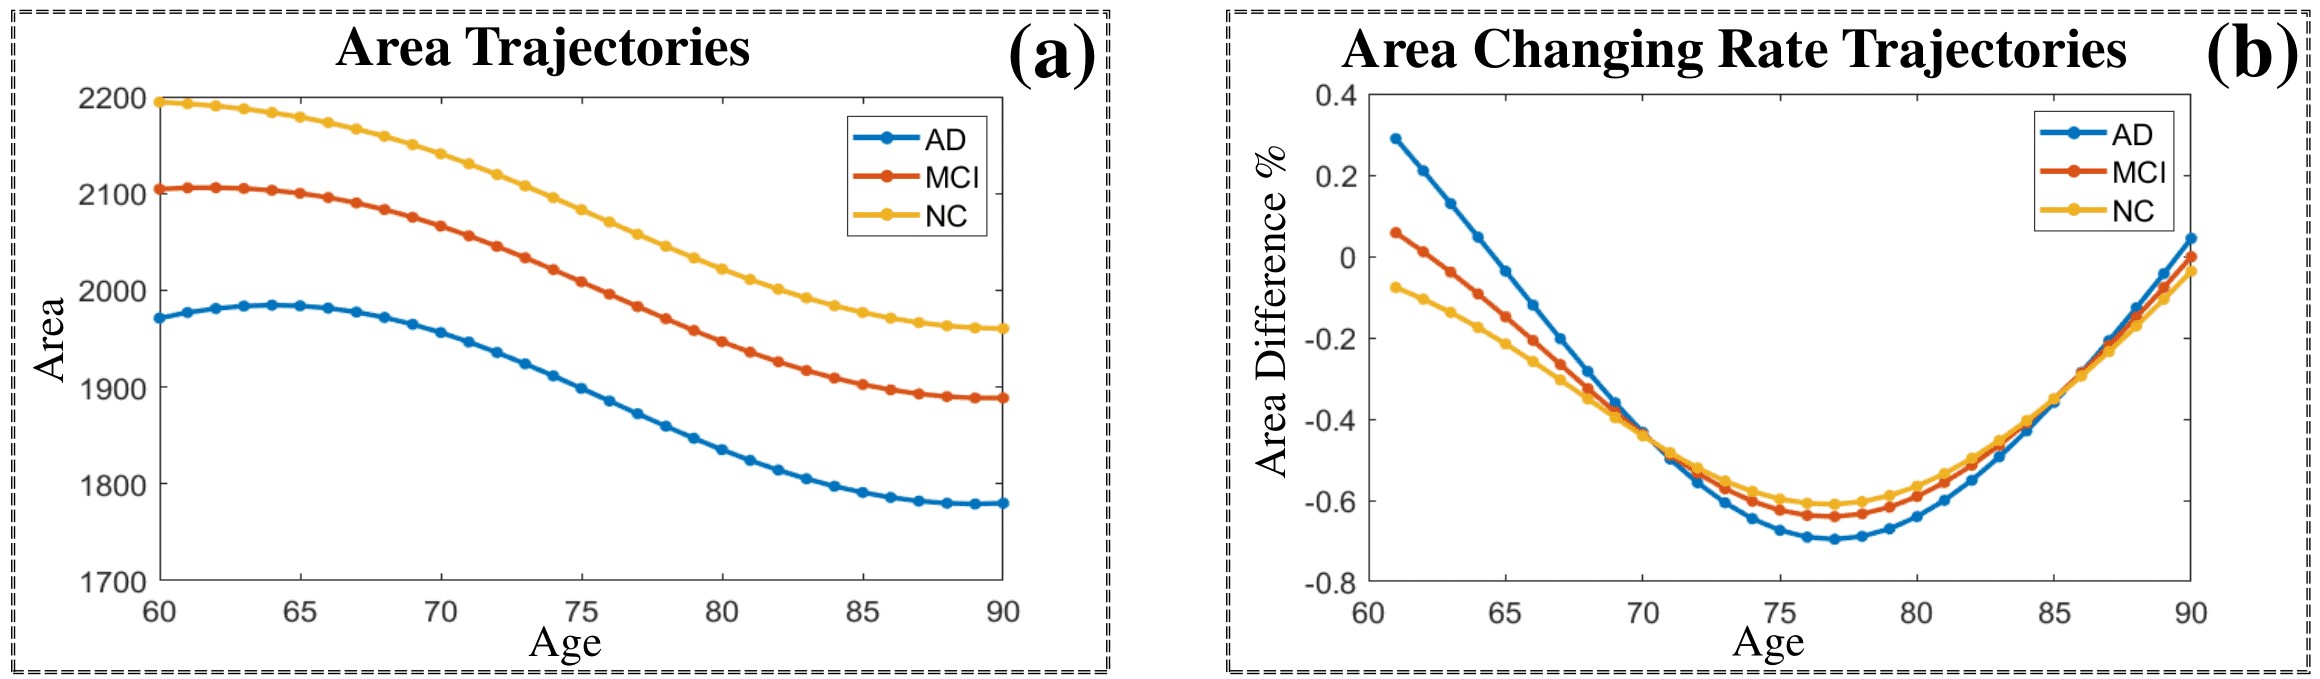 Area Trajectories
(a)
2200
2100
2000
1900
1800
1700
Area
AD
MCI
NC
60 65 70 75 80 85 90
Age
Area Changing Rate Trajectories
(b)
0.4
0.2
0
-0.2
-0.4
-0.6
-0.8
Area Difference %
AD
MCI
NC
60 65 70 75 80 85 90
Age